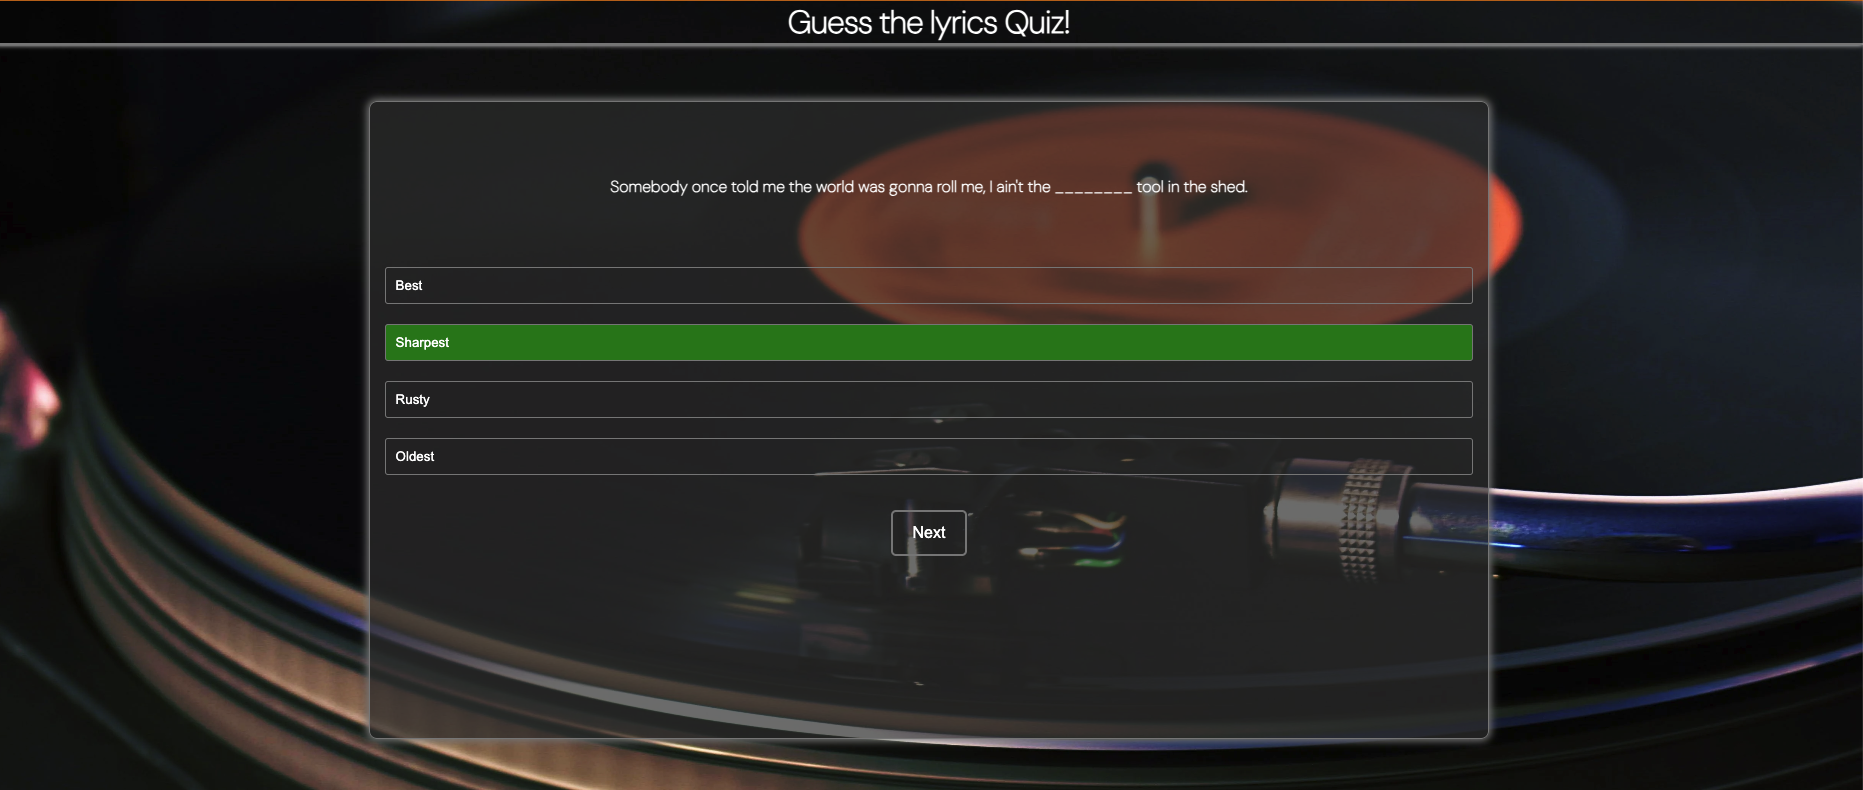 Guess the lyrics Quiz!
Somebody once told me the world was gonna roll me, I ain't the ________ tool in the shed.
Best
Sharpest
Rusty
Oldest
Next